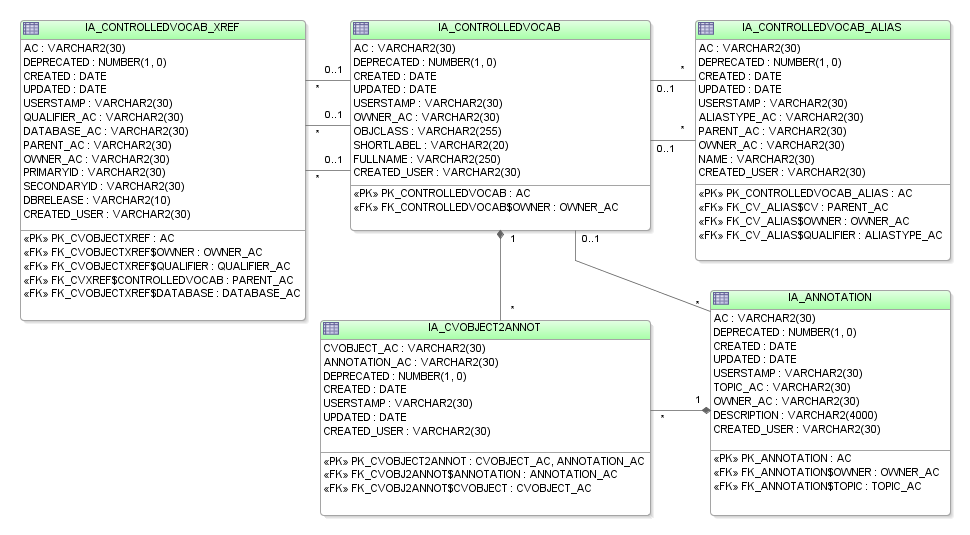 IA_CONTROLLEDVOCAB_XREF
AC : VARCHAR2(30)
DEPRECATED : NUMBER(1, 0)
CREATED : DATE
UPDATED : DATE
USERSTAMP : VARCHAR2(30)
QUALIFIER_AC : VARCHAR2(30)
DATABASE_AC : VARCHAR2(30)
PARENT_AC : VARCHAR2(30)
OWNER_AC : VARCHAR2(30)
PRIMARYID : VARCHAR2(30)
SECONDARYID : VARCHAR2(30)
DBRELEASE : VARCHAR2(10)
CREATED_USER : VARCHAR2(30)
«PK» PK_CVOBJECTXREF : AC
«FK» FK_CVOBJECTXREF$OWNER : OWNER_AC
«FK» FK_CVOBJECTXREF$QUALIFIER : QUALIFIER_AC
«FK» FK_CVXREF$CONTROLLEDVOCAB : PARENT_AC
«FK» FK_CVOBJECTXREF$DATABASE : DATABASE_AC
0..1
*
0..1
*
0..1
*
IA_CONTROLLEDVOCAB
AC : VARCHAR2(30)
DEPRECATED : NUMBER(1, 0)
CREATED : DATE
UPDATED : DATE
USERSTAMP : VARCHAR2(30)
OWNER_AC : VARCHAR2(30)
OBJCLASS : VARCHAR2(255)
SHORTLABEL : VARCHAR2(20)
FULLNAME : VARCHAR2(250)
CREATED_USER : VARCHAR2(30)
«PK» PK_CONTROLLEDVOCAB : AC
«FK» FK_CONTROLLEDVOCAB$OWNER : OWNER_AC
*
0..1
*
0..1
IA_CONTROLLEDVOCAB_ALIAS
AC : VARCHAR2(30)
DEPRECATED : NUMBER(1, 0)
CREATED : DATE
UPDATED : DATE
USERSTAMP : VARCHAR2(30)
ALIASTYPE_AC : VARCHAR2(30)
PARENT_AC : VARCHAR2(30)
OWNER_AC : VARCHAR2(30)
NAME : VARCHAR2(30)
CREATED_USER : VARCHAR2(30)
«PK» PK_CONTROLLEDVOCAB_ALIAS : AC
«FK» FK_CV_ALIAS$CV : PARENT_AC
«FK» FK_CV_ALIAS$OWNER : OWNER_AC
«FK» FK_CV_ALIAS$QUALIFIER : ALIASTYPE_AC
1
0..1
*
*
IA_CVOBJECT2ANNOT
CVOBJECT_AC : VARCHAR2(30)
ANNOTATION_AC : VARCHAR2(30)
DEPRECATED : NUMBER(1, 0)
CREATED : DATE
USERSTAMP : VARCHAR2(30)
UPDATED : DATE
CREATED_USER : VARCHAR2(30)
«PK» PK_CVOBJECT2ANNOT : CVOBJECT_AC, ANNOTATION_AC
«FK» FK_CVOBJ2ANNOT$ANNOTATION : ANNOTATION_AC
«FK» FK_CVOBJ2ANNOT$CVOBJECT : CVOBJECT_AC
1
*
IA_ANNOTATION
AC : VARCHAR2(30)
DEPRECATED : NUMBER(1, 0)
CREATED : DATE
UPDATED : DATE
USERSTAMP : VARCHAR2(30)
TOPIC_AC : VARCHAR2(30)
OWNER_AC : VARCHAR2(30)
DESCRIPTION : VARCHAR2(4000)
CREATED_USER : VARCHAR2(30)
«PK» PK_ANNOTATION : AC
«FK» FK_ANNOTATION$OWNER : OWNER_AC
«FK» FK_ANNOTATION$TOPIC : TOPIC_AC